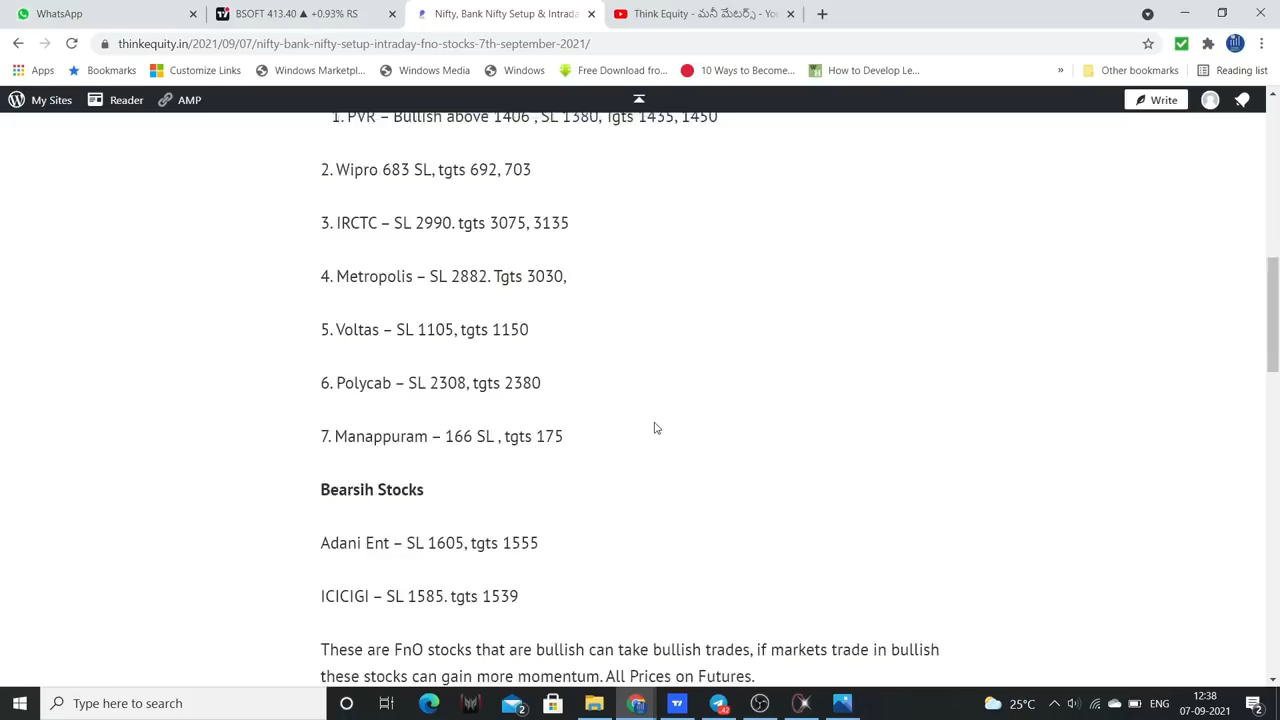 WhatsApp
BSOFT 413.40 ▲ +0.93% RS
Nifty, Bank Nifty Setup & Intrada
Think Equity - మనీ మేటర్స్ - Yo
thinkequity.in/2021/09/07/nifty-bank-nifty-setup-intraday-fno-stocks-7th-september-2021/
Apps
Bookmarks
Customize Links
Windows Marketpl...
Windows Media
Windows
Free Download fro...
10 Ways to Become...
How to Develop Le...
»
Other bookmarks
Reading list
My Sites
Reader
AMP
Write
1. PVR – Bullish above 1406 , SL 1380, Tgts 1435, 1450
2. Wipro 683 SL, tgts 692, 703
3. IRCTC – SL 2990. tgts 3075, 3135
4. Metropolis – SL 2882. Tgts 3030,
5. Voltas – SL 1105, tgts 1150
6. Polycab – SL 2308, tgts 2380
7. Manappuram – 166 SL , tgts 175
Bearsih Stocks
Adani Ent – SL 1605, tgts 1555
ICICIGI – SL 1585. tgts 1539
These are FnO stocks that are bullish can take bullish trades, if markets trade in bullish
these stocks can gain more momentum. All Prices on Futures.
Type here to search
2
42
25°C
ENG
12:38
07-09-2021
2